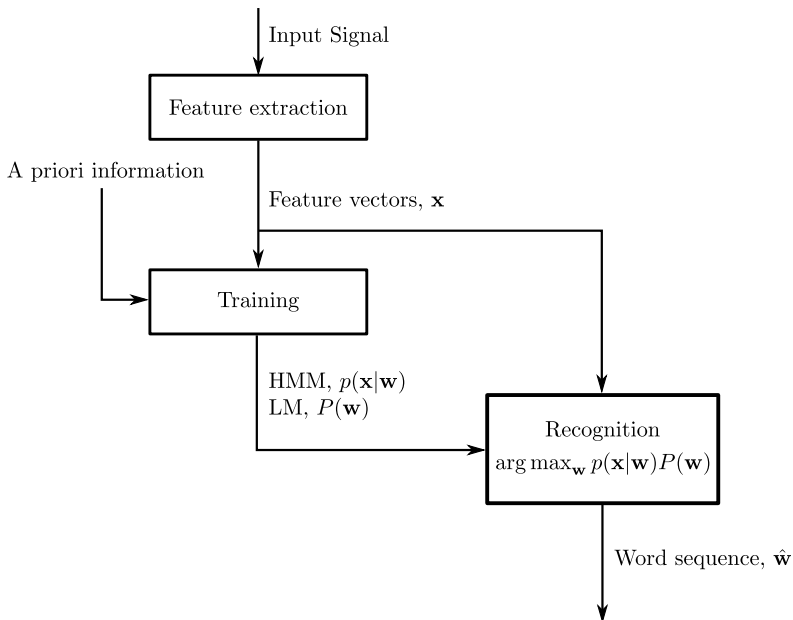 Input Signal
Feature extraction
A priori information
Feature vectors, x
Training
HMM, p(x|w)
LM, P(w)
Recognition
arg max_w p(x|w)P(w)
Word sequence, ŵ